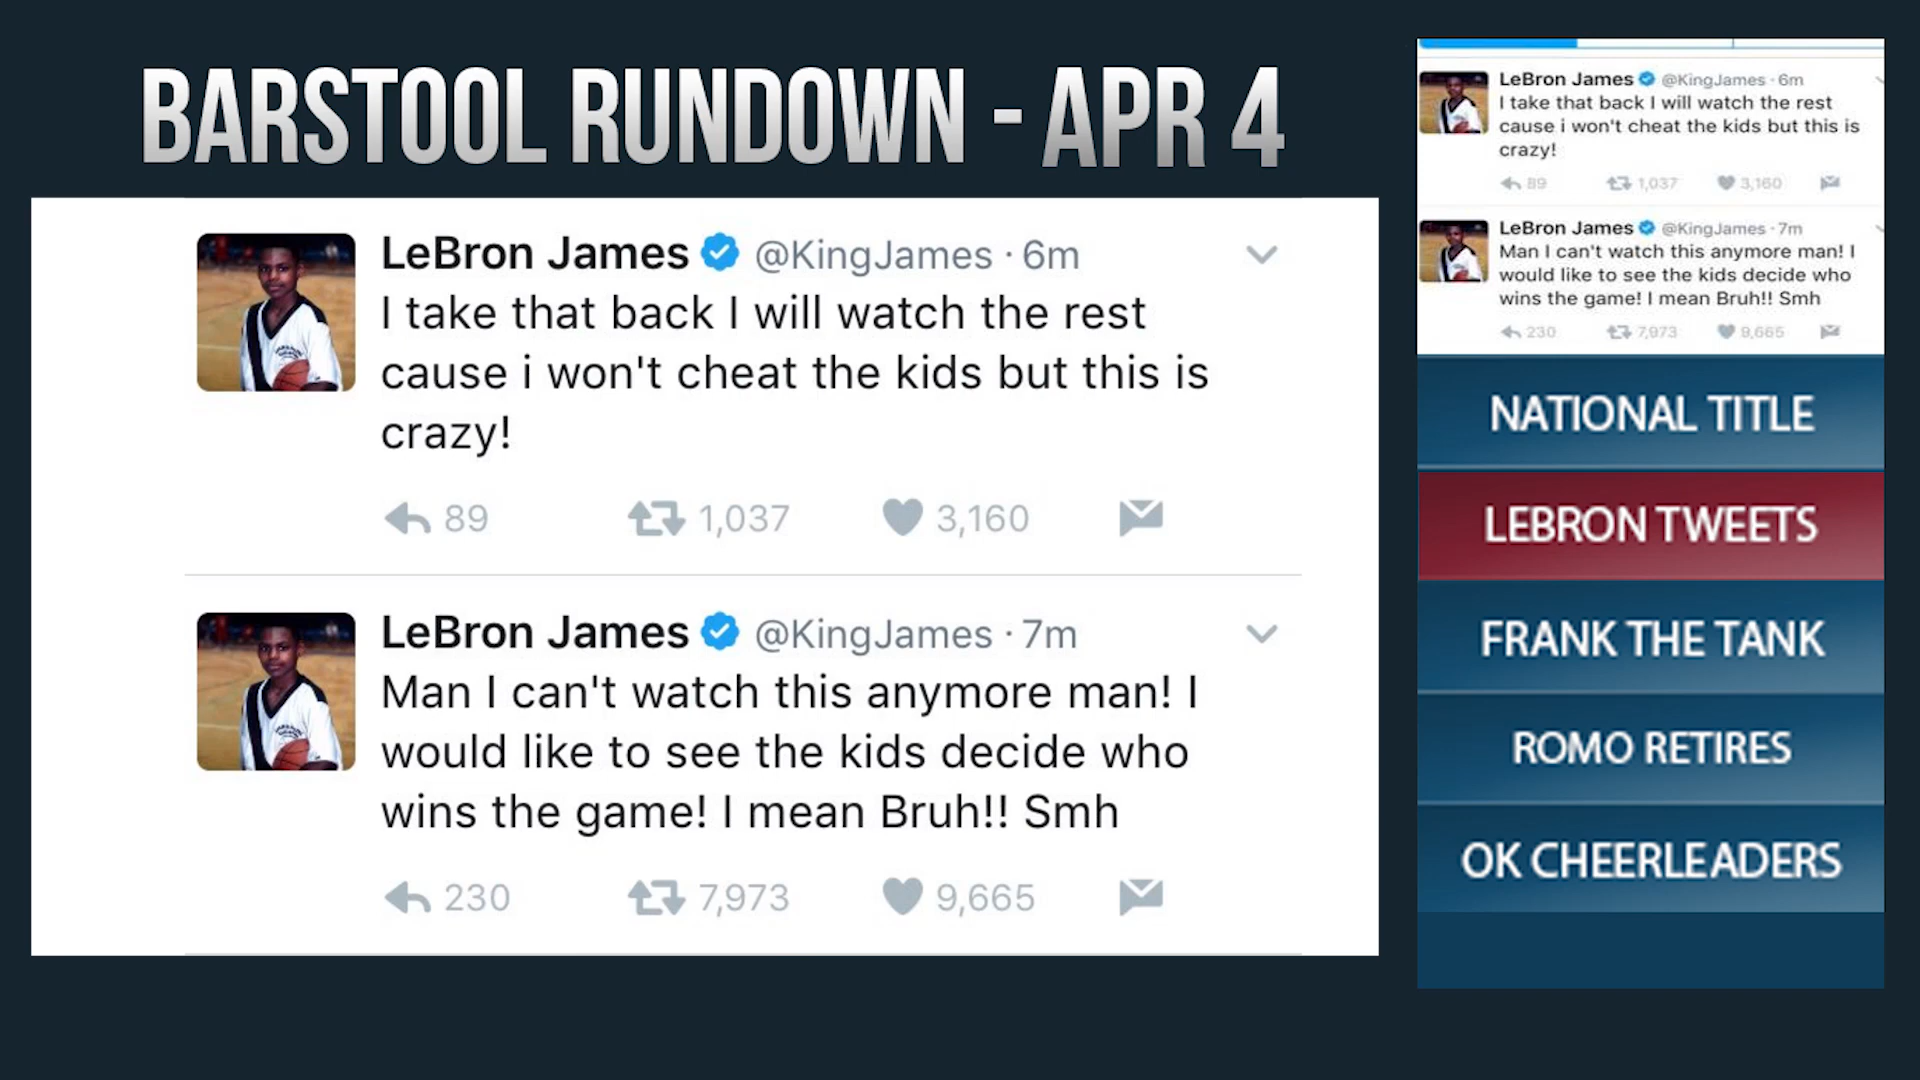 BARSTOOL RUNDOWN - APR 4
LeBron James @KingJames · 6m
I take that back I will watch the rest
cause i won't cheat the kids but this is
crazy!
89 1,037 3,160
LeBron James @KingJames · 7m
Man I can't watch this anymore man! I
would like to see the kids decide who
wins the game! I mean Bruh!! Smh
230 7,973 9,665
LeBron James @KingJames · 6m
I take that back I will watch the rest
cause i won't cheat the kids but this is
crazy!
89 1,037 3,160
LeBron James @KingJames · 7m
Man I can't watch this anymore man! I
would like to see the kids decide who
wins the game! I mean Bruh!! Smh
230 7,973 9,665
NATIONAL TITLE
LEBRON TWEETS
FRANK THE TANK
ROMO RETIRES
OK CHEERLEADERS